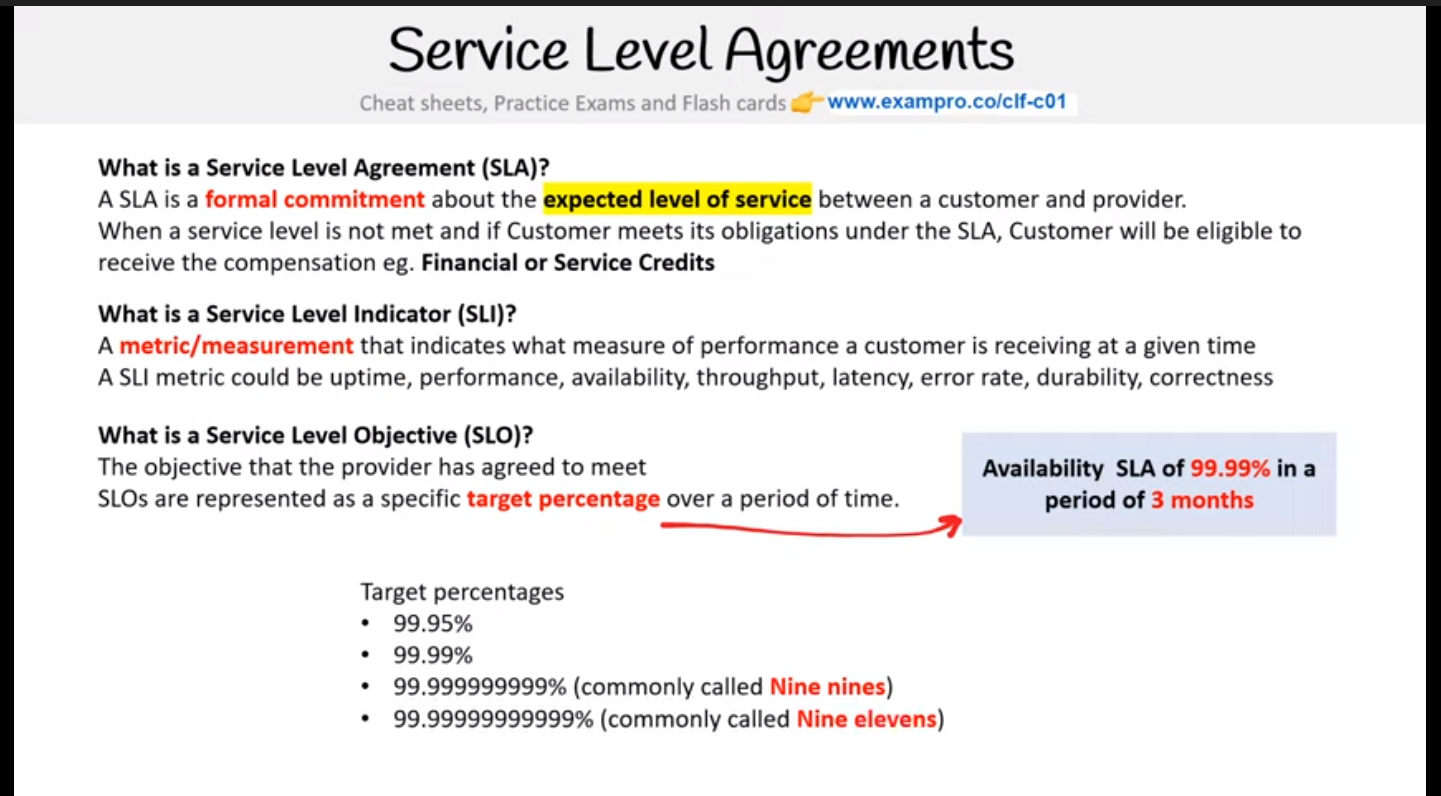 Service Level Agreements
Cheat sheets, Practice Exams and Flash cards 👉 www.exampro.co/clf-c01
What is a Service Level Agreement (SLA)?
A SLA is a formal commitment about the expected level of service between a customer and provider.
When a service level is not met and if Customer meets its obligations under the SLA, Customer will be eligible to
receive the compensation eg. Financial or Service Credits
What is a Service Level Indicator (SLI)?
A metric/measurement that indicates what measure of performance a customer is receiving at a given time
A SLI metric could be uptime, performance, availability, throughput, latency, error rate, durability, correctness
What is a Service Level Objective (SLO)?
The objective that the provider has agreed to meet
SLOs are represented as a specific target percentage over a period of time.
Availability SLA of 99.99% in a
period of 3 months
Target percentages
• 99.95%
• 99.99%
• 99.999999999% (commonly called Nine nines)
• 99.99999999999% (commonly called Nine elevens)